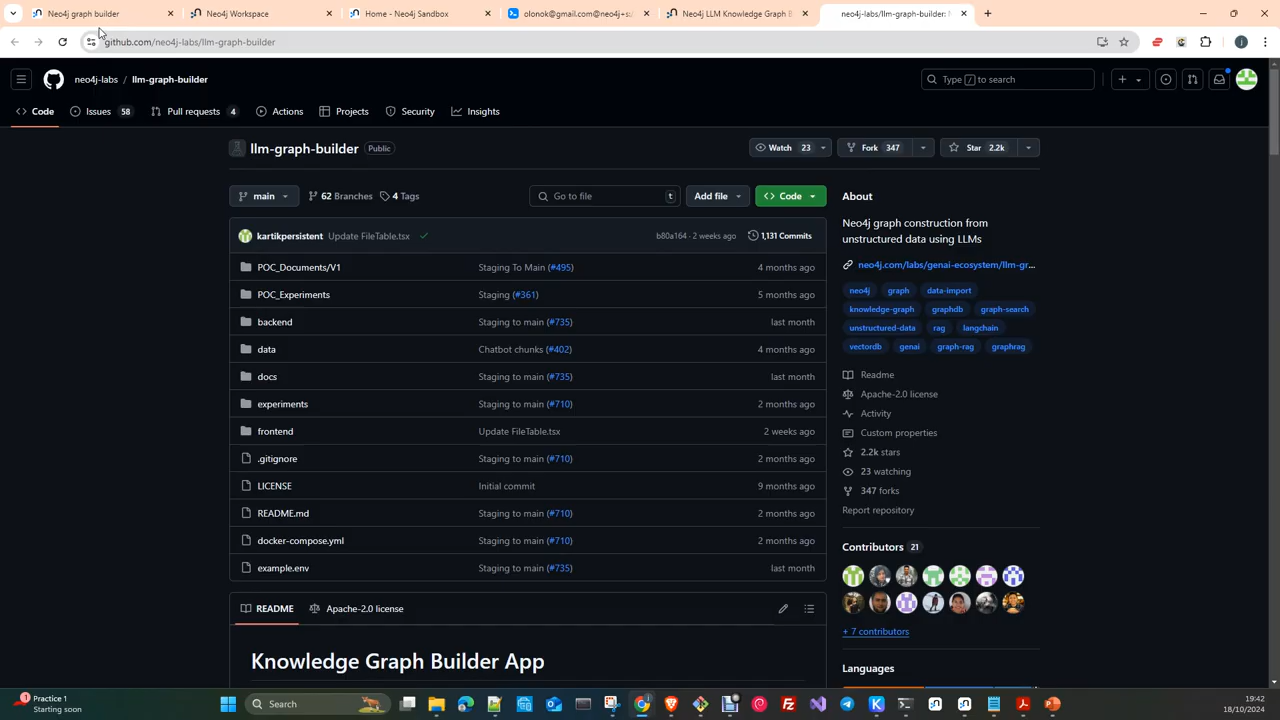 Neo4j graph builder
Neo4j Workspace
Home - Neo4j Sandbox
olonok@gmail.com@neo4j+s:/
Neo4j LLM Knowledge Graph B
neo4j-labs/llm-graph-builder:
github.com/neo4j-labs/llm-graph-builder
j
neo4j-labs / llm-graph-builder
Type / to search
Code
Issues 58
Pull requests 4
Actions
Projects
Security
Insights
llm-graph-builder Public
Watch 23
Fork 347
Star 2.2k
main
62 Branches
4 Tags
Go to file t
Add file
Code
kartikpersistent Update FileTable.tsx
b80a164 · 2 weeks ago
1,131 Commits
POC_Documents/V1 Staging To Main (#495) 4 months ago
POC_Experiments Staging (#361) 5 months ago
backend Staging to main (#735) last month
data Chatbot chunks (#402) 4 months ago
docs Staging to main (#735) last month
experiments Staging to main (#710) 2 months ago
frontend Update FileTable.tsx 2 weeks ago
.gitignore Staging to main (#710) 2 months ago
LICENSE Initial commit 9 months ago
README.md Staging to main (#710) 2 months ago
docker-compose.yml Staging to main (#710) 2 months ago
example.env Staging to main (#735) last month
README
Apache-2.0 license
Knowledge Graph Builder App
About
Neo4j graph construction from
unstructured data using LLMs
neo4j.com/labs/genai-ecosystem/llm-gr...
neo4j graph data-import
knowledge-graph graphdb graph-search
unstructured-data rag langchain
vectordb genai graph-rag graphrag
Readme
Apache-2.0 license
Activity
Custom properties
2.2k stars
23 watching
347 forks
Report repository
Contributors 21
+ 7 contributors
Languages
1
Practice 1
Starting soon
Search
19:42
18/10/2024